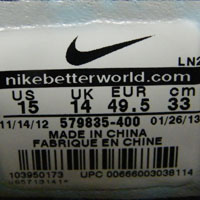 LN2
nikebetterworld.com
US UK EUR cm
15 14 49.5 33
11/14/12 579835-400 01/26/13
MADE IN CHINA
FABRIQUE EN CHINE
103950173 UPC 00666003038114